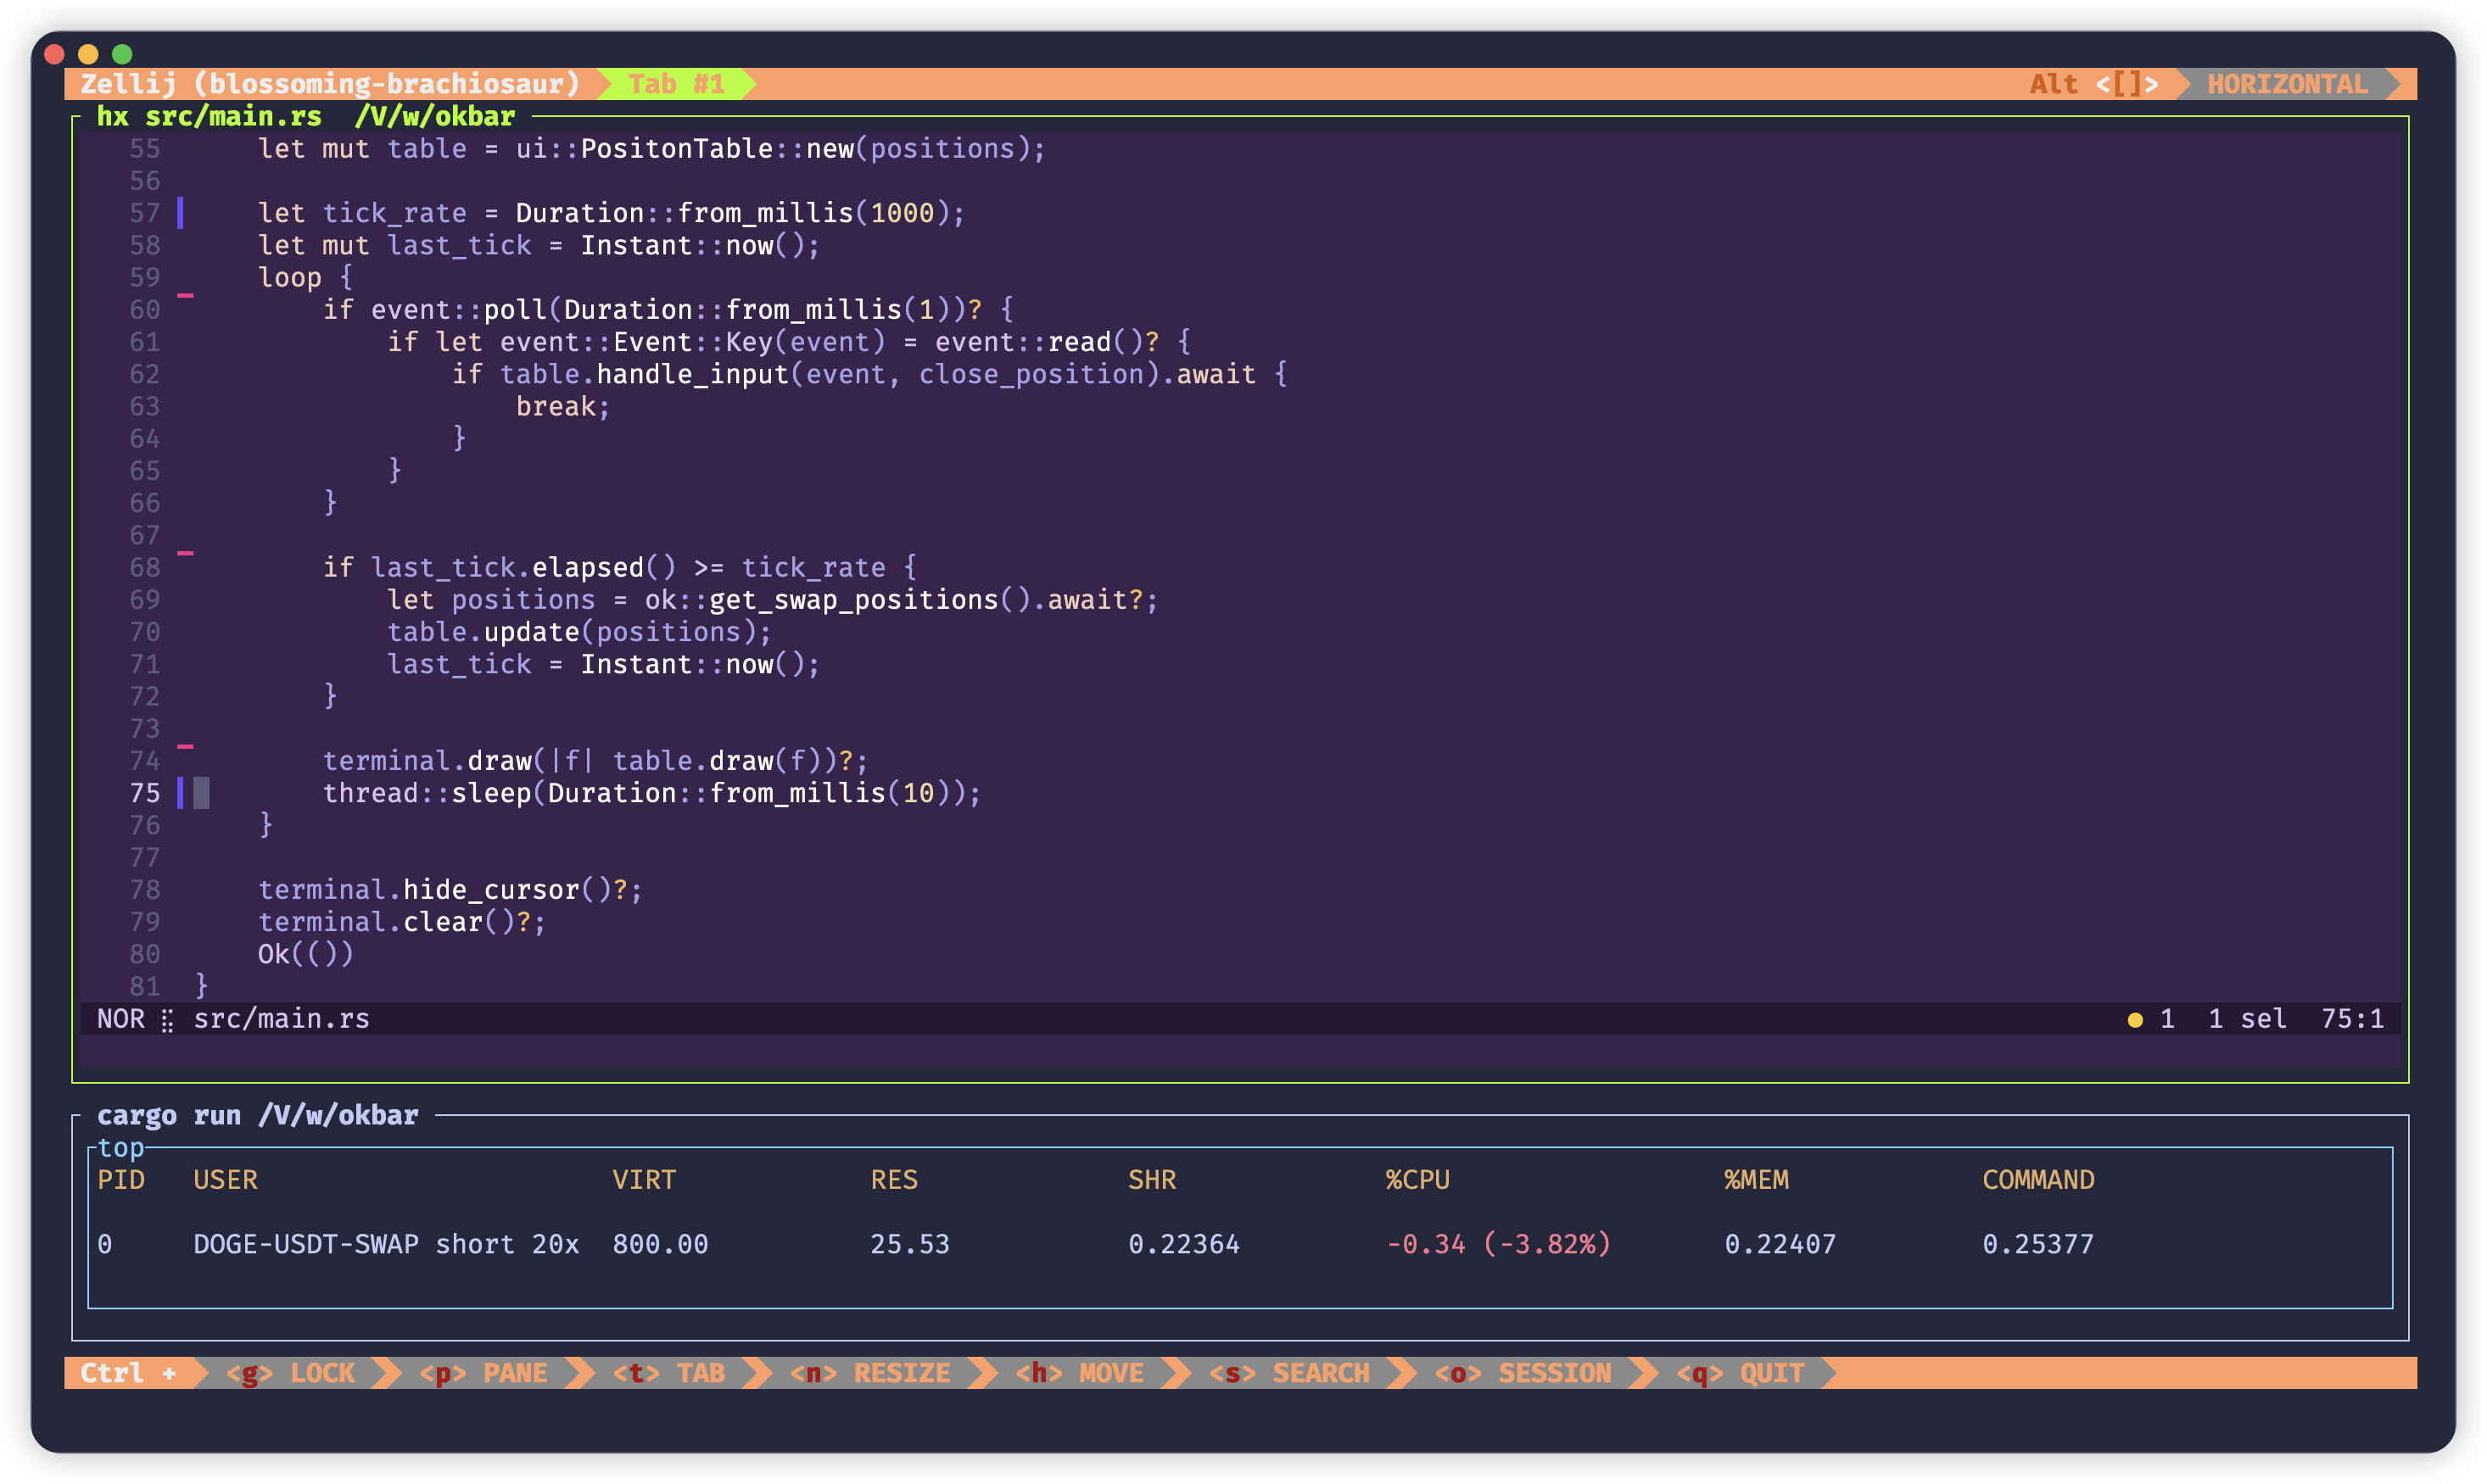 Zellij (blossoming-brachiosaur) Tab #1 Alt <[]> HORIZONTAL
hx src/main.rs /V/w/okbar
55 let mut table = ui::PositonTable::new(positions);
56
57 let tick_rate = Duration::from_millis(1000);
58 let mut last_tick = Instant::now();
59 loop {
60 if event::poll(Duration::from_millis(1))? {
61 if let event::Event::Key(event) = event::read()? {
62 if table.handle_input(event, close_position).await {
63 break;
64 }
65 }
66 }
67
68 if last_tick.elapsed() >= tick_rate {
69 let positions = ok::get_swap_positions().await?;
70 table.update(positions);
71 last_tick = Instant::now();
72 }
73
74 terminal.draw(|f| table.draw(f))?;
75 thread::sleep(Duration::from_millis(10));
76 }
77
78 terminal.hide_cursor()?;
79 terminal.clear()?;
80 Ok(())
81 }
NOR ⣻ src/main.rs ● 1 1 sel 75:1
cargo run /V/w/okbar
top
PID USER VIRT RES SHR %CPU %MEM COMMAND
0 DOGE-USDT-SWAP short 20x 800.00 25.53 0.22364 -0.34 (-3.82%) 0.22407 0.25377
Ctrl + <g> LOCK <p> PANE <t> TAB <n> RESIZE <h> MOVE <s> SEARCH <o> SESSION <q> QUIT